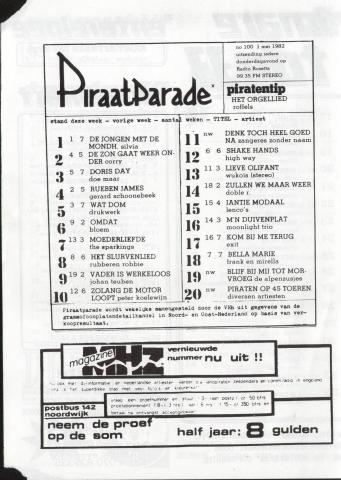 PiraatParade
no 100 1 mei 1982
uitzending iedere
donderdagavond op
Radio Rosetta
99.35 FM STEREO
piratentip
HET ORGELLIED
roffels
stand deze week - vorige week - aantal weken - TITEL - artiest
1 1 7 DE JONGEN MET DE
MONDH. silvia
2 4 5 DE ZON GAAT WEER ON-
DER corry
3 5 7 DORIS DAY
doe maar
4 2 5 RUEBEN JAMES
gerard schoonebeek
5 3 7 WAT DOM
drukwerk
6 9 2 OMDAT
bloem
7 13 3 MOEDERLIEFDE
the sparkings
8 8 6 HET SLURVENLIED
rubberen robbie
9 19 2 VADER IS WERKELOOS
johan teuben
10 12 6 ZOLANG DE MOTOR
LOOPT peter koelewijn
11 nw DENK TOCH HEEL GOED
NA zangeres zonder naam
12 6 6 SHAKE HANDS
high way
13 11 3 LIEVE OLIFANT
wukois (stereo)
14 18 2 ZULLEN WE MAAR WEER
doble r.
15 15 4 JANTJE MODAAL
lenco's
16 14 3 M'N DUIVENPLAT
moonlight trio
17 16 7 KOM BIJ ME TERUG
exit
18 7 7 BELLA MARIE
frank en mirella
19 nw BLIJF BIJ MIJ TOT MOR-
VROEG de alpenzusjes
20 nw PIRATEN OP 45 TOEREN
diversen artiesten
Piraatparade wordt wekelijks samengesteld door de VRN uit gegevens van de
grammofoonplatendetailhandel in Noord- en Oost-Nederland op basis van ver-
koopresultaat.
magazine MHz
vernieuwde
nummer nu uit !!
postbus 142
noordwijk
neem de proef
op de som
half jaar: 8 gulden